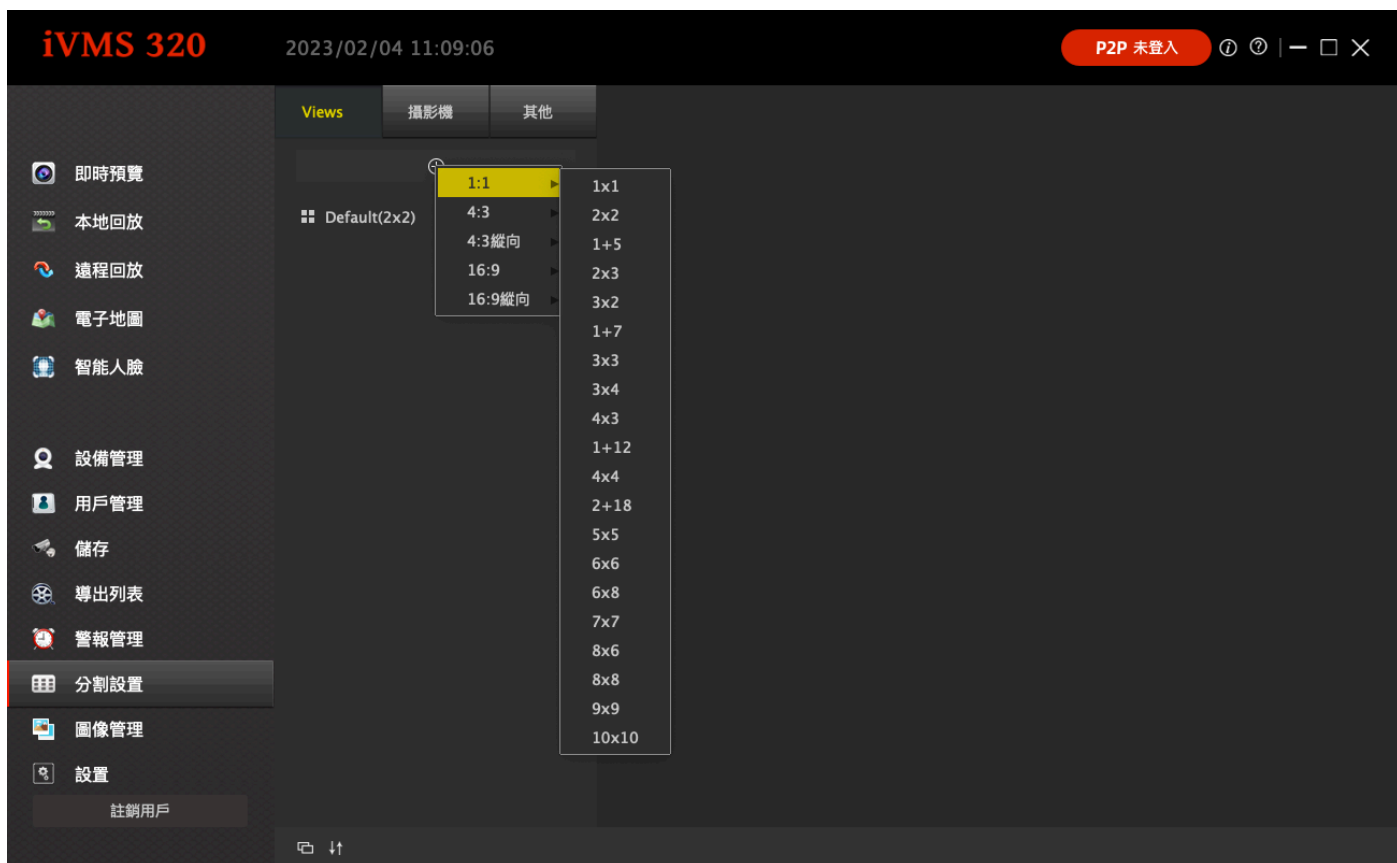 iVMS 320
2023/02/04 11:09:06
P2P 未登入
Views
攝影機
其他
即時預覽
本地回放
遠程回放
電子地圖
智能人臉
設備管理
用戶管理
儲存
導出列表
警報管理
分割設置
圖像管理
設置
註銷用戶
Default(2x2)
1:1
4:3
4:3縱向
16:9
16:9縱向
1x1
2x2
1+5
2x3
3x2
1+7
3x3
3x4
4x3
1+12
4x4
2+18
5x5
6x6
6x8
7x7
8x6
8x8
9x9
10x10